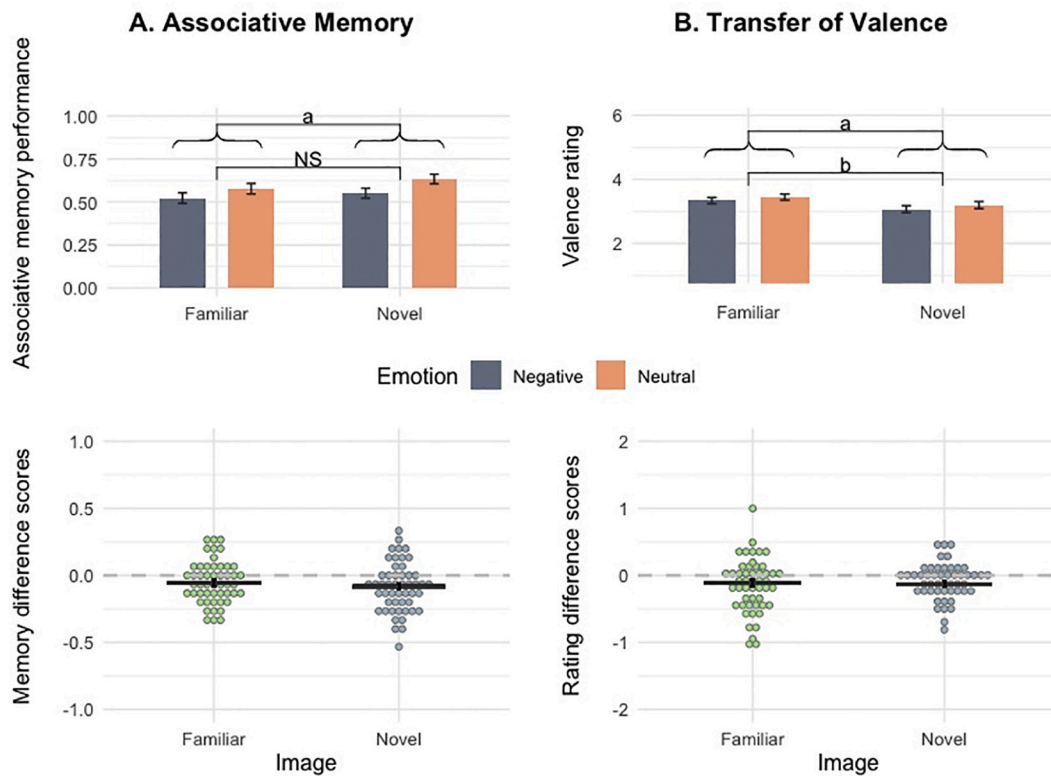 A. Associative Memory
Associative memory performance
1.00
0.75
0.50
0.25
0.00
a
NS
Familiar
Novel
B. Transfer of Valence
Valence rating
6
4
2
a
b
Familiar
Novel
Emotion Negative Neutral
Memory difference scores
1.0
0.5
0.0
-0.5
-1.0
Familiar
Novel
Image
Rating difference scores
2
1
0
-1
-2
Familiar
Novel
Image